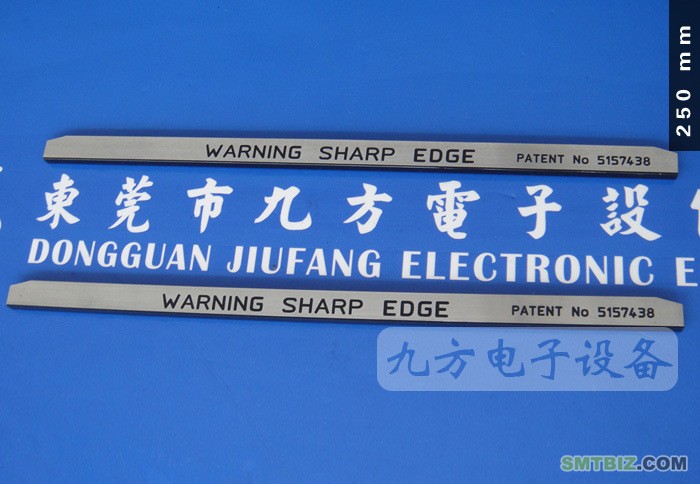 250 mm
WARNING SHARP EDGE PATENT No 5157438
東莞市九方電子設
DONGGUAN JIUFANG ELECTRONIC E
WARNING SHARP EDGE PATENT No 5157438
九方电子设备
SMTBIZ.COM